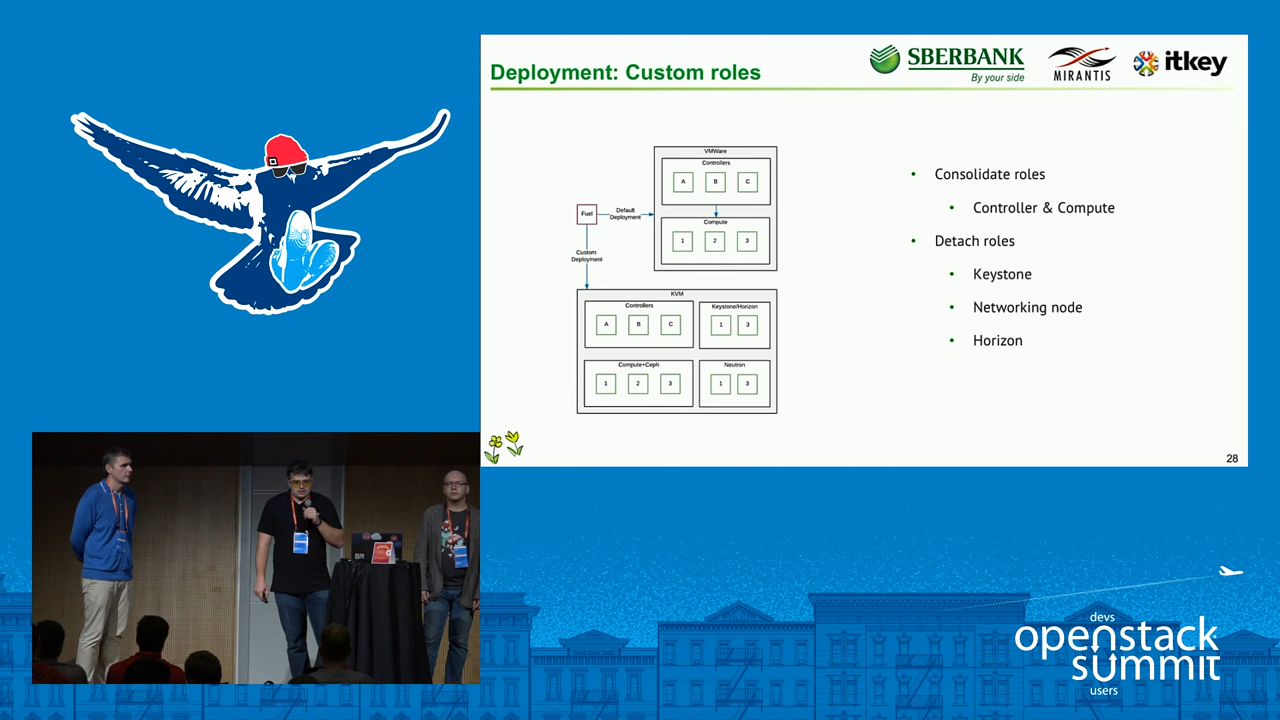 Deployment: Custom roles
SBERBANK
By your side
MIRANTIS
itkey
VMWare
Controllers
A B C
Fuel
Default
Deployment
Compute
1 2 3
Custom
Deployment
KVM
Controllers
A B C
Keystone/Horizon
1 3
Compute+Ceph
1 2 3
Neutron
1 3
• Consolidate roles
• Controller & Compute
• Detach roles
• Keystone
• Networking node
• Horizon
28
devs
openstack
summit
users